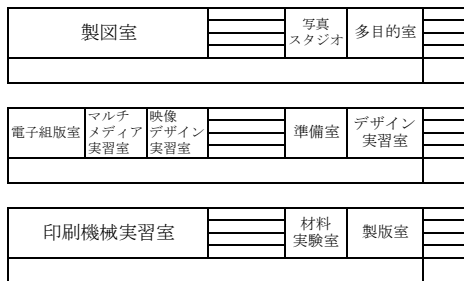 製図室
写真
スタジオ
多目的室
電子組版室
マルチ
メディア
実習室
映像
デザイン
実習室
準備室
デザイン
実習室
印刷機械実習室
材料
実験室
製版室